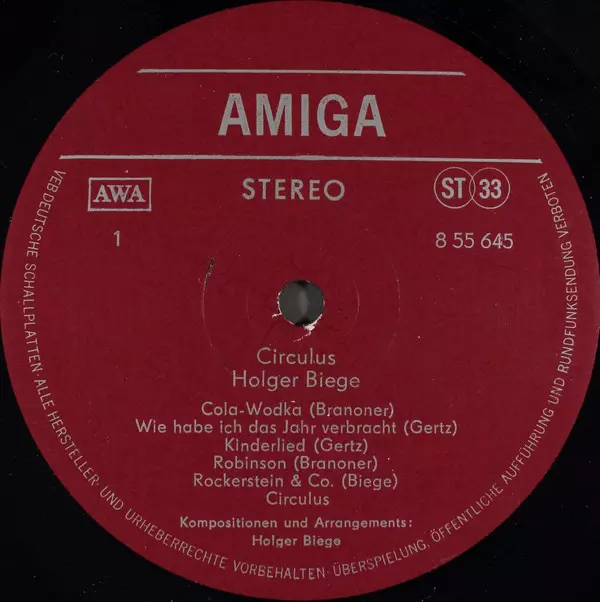 AMIGA
AWA
STEREO
ST 33
1
8 55 645
Circulus
Holger Biege
Cola-Wodka (Branoner)
Wie habe ich das Jahr verbracht (Gertz)
Kinderlied (Gertz)
Robinson (Branoner)
Rockerstein & Co. (Biege)
Circulus
Kompositionen und Arrangements:
Holger Biege
VEB DEUTSCHE SCHALLPLATTEN · ALLE HERSTELLER- UND URHEBERRECHTE VORBEHALTEN · ÜBERSPIELUNG, ÖFFENTLICHE AUFFÜHRUNG UND RUNDFUNKSENDUNG VERBOTEN